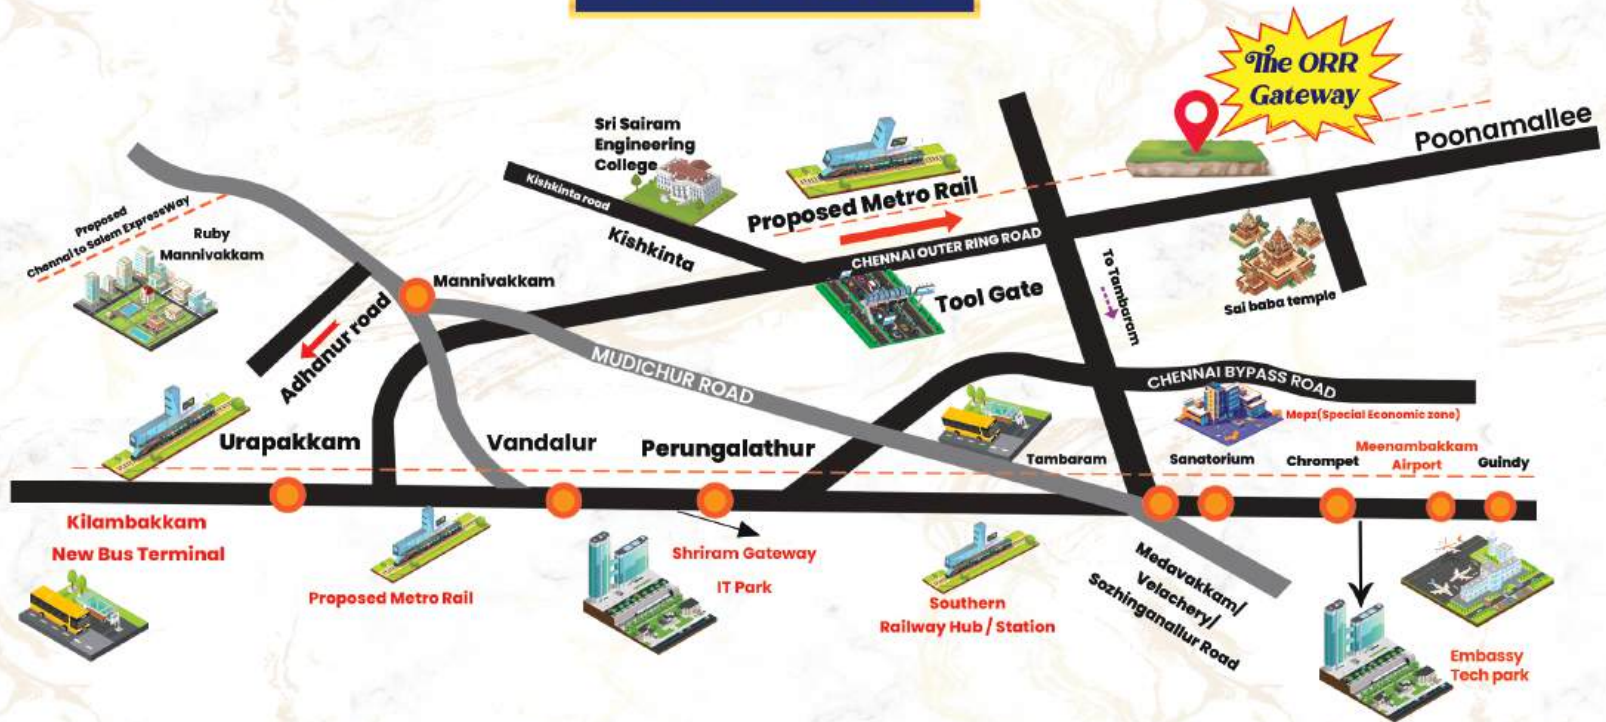 The ORR
Gateway
Poonamallee
Sri Sairam
Engineering
College
Kishkinta road
Kishkinta
Proposed Metro Rail
CHENNAI OUTER RING ROAD
Tool Gate
To Tambaram
Sai baba temple
Proposed
Chennai to Salem ExpressWay
Ruby
Mannivakkam
Mannivakkam
Adhanur road
MUDICHUR ROAD
CHENNAI BYPASS ROAD
Mepz(Special Economic zone)
Urapakkam
Vandalur
Perungalathur
Tambaram
Sanatorium
Chrompet
Meenambakkam
Airport
Guindy
Kilambakkam
New Bus Terminal
Proposed Metro Rail
Shriram Gateway
IT Park
Southern
Railway Hub / Station
Medavakkam/
Velachery/
Sozhinganallur Road
Embassy
Tech park